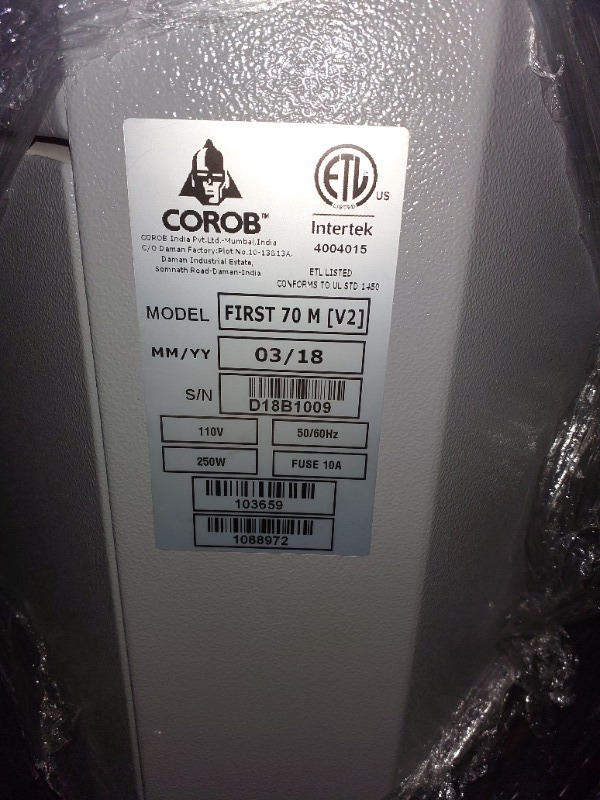 COROB™
COROB India Pvt.Ltd.-Mumbai,India
C/O Daman Factory:Plot No.10-13&13A,
Daman Industrial Estate,
Somnath Road-Daman-India
ETL
LISTED
US
Intertek
4004015
ETL LISTED
CONFORMS TO UL STD 1450
MODEL FIRST 70 M [V2]
MM/YY 03/18
S/N D18B1009
110V 50/60Hz
250W FUSE 10A
103659
1088972